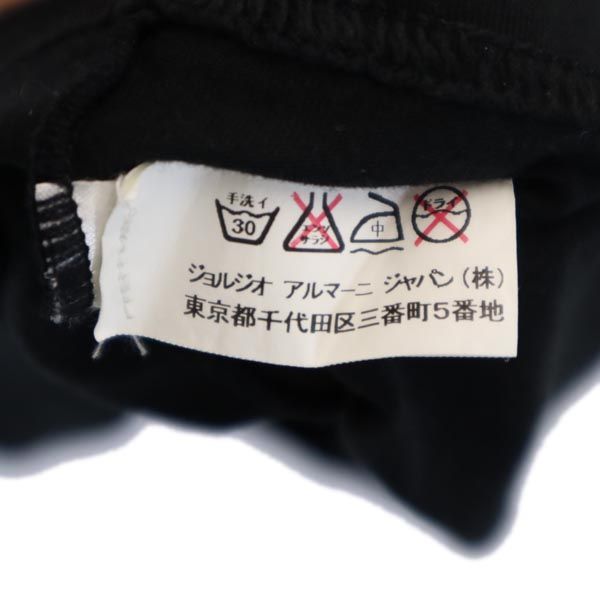 手洗イ
30
エンソ
サラシ
中
ドライ
ジョルジオ アルマーニ ジャパン(株)
東京都千代田区三番町5番地